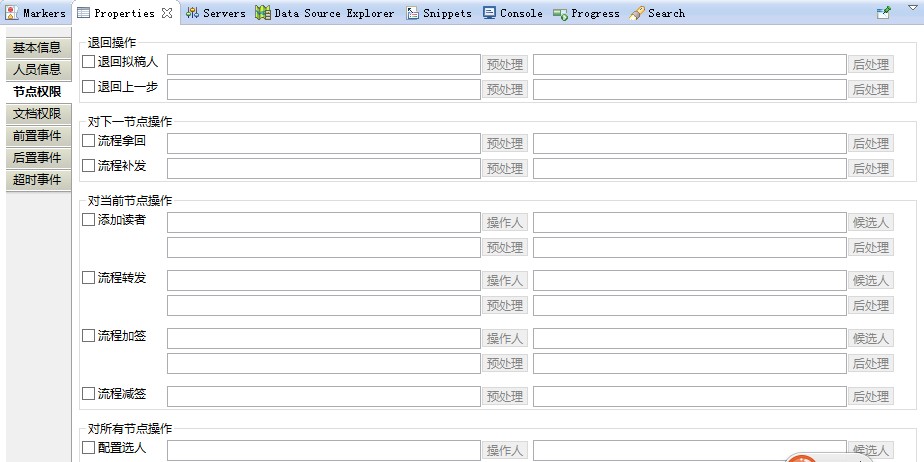 Markers Properties Servers Data Source Explorer Snippets Console Progress Search
基本信息
人员信息
节点权限
文档权限
前置事件
后置事件
超时事件
退回操作
退回拟稿人 预处理 后处理
退回上一步 预处理 后处理
对下一节点操作
流程拿回 预处理 后处理
流程补发 预处理 后处理
对当前节点操作
添加读者 操作人 候选人
预处理 后处理
流程转发 操作人 候选人
预处理 后处理
流程加签 操作人 候选人
预处理 后处理
流程减签 预处理 后处理
对所有节点操作
配置选人 操作人 候选人